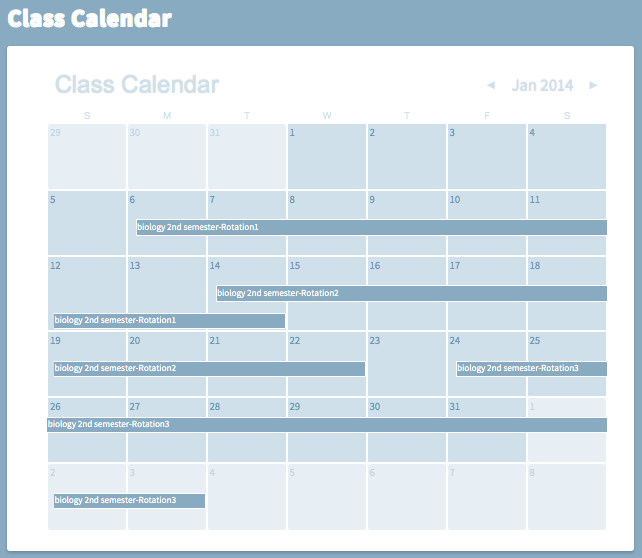 Class Calendar
Class Calendar ◄ Jan 2014 ►
S M T W T F S
29 30 31 1 2 3 4
5 6 7 8 9 10 11
biology 2nd semester-Rotation1
12 13 14 15 16 17 18
biology 2nd semester-Rotation2
biology 2nd semester-Rotation1
19 20 21 22 23 24 25
biology 2nd semester-Rotation2 biology 2nd semester-Rotation3
26 27 28 29 30 31 1
biology 2nd semester-Rotation3
2 3 4 5 6 7 8
biology 2nd semester-Rotation3